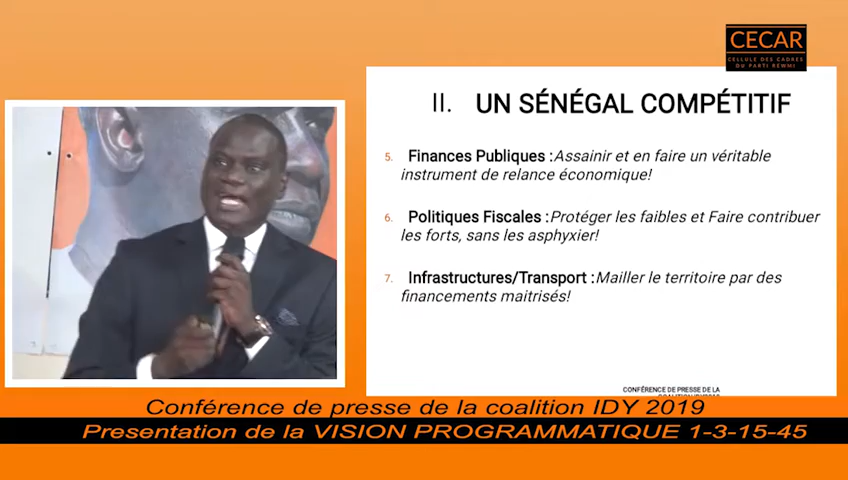 CECAR
CELLULE DES CADRES
DU PARTI REWMI
II. UN SÉNÉGAL COMPÉTITIF
5. Finances Publiques :Assainir et en faire un véritable
instrument de relance économique!
6. Politiques Fiscales :Protéger les faibles et Faire contribuer
les forts, sans les asphyxier!
7. Infrastructures/Transport :Mailler le territoire par des
financements maitrisés!
CONFÉRENCE DE PRESSE DE LA
Conférence de presse de la coalition IDY 2019
Presentation de la VISION PROGRAMMATIQUE 1-3-15-45